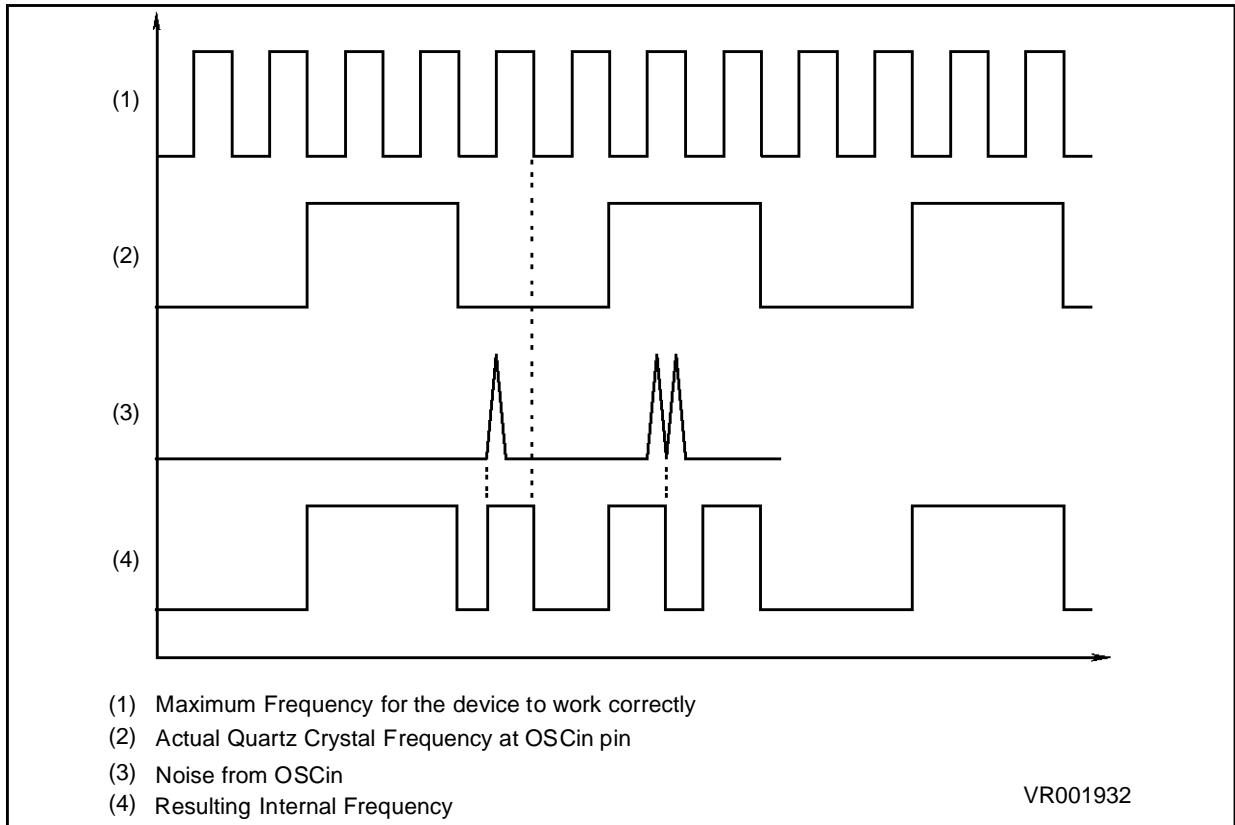 (1)
(2)
(3)
(4)
(1) Maximum Frequency for the device to work correctly
(2) Actual Quartz Crystal Frequency at OSCin pin
(3) Noise from OSCin
(4) Resulting Internal Frequency
VR001932